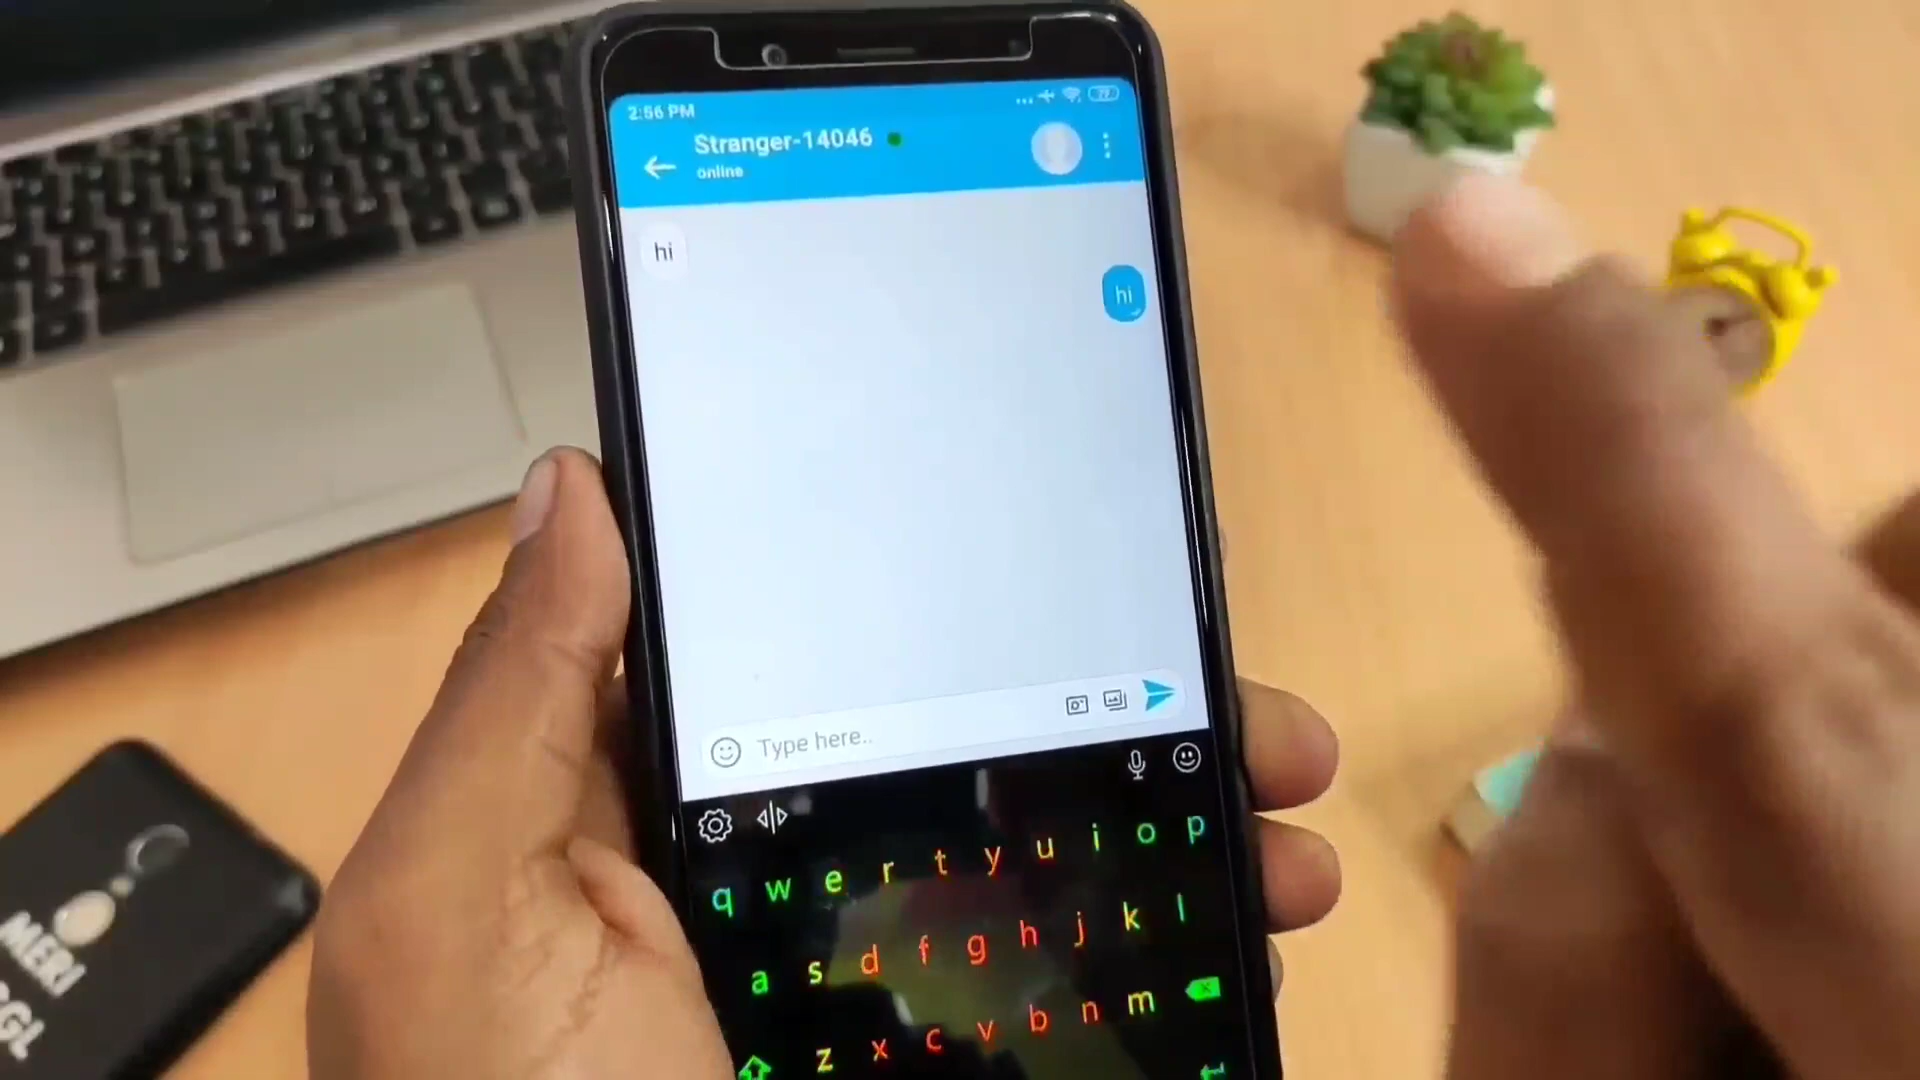 2:56 PM
Stranger-14046
online
hi
hi
Type here..
q w e r t y u i o p
a s d f g h j k l
z x c v b n m
MERI